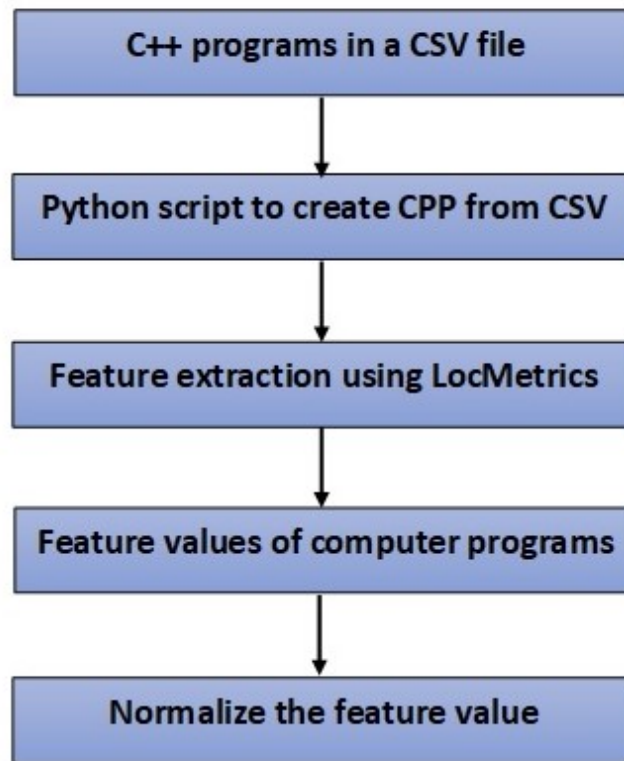 C++ programs in a CSV file
Python script to create CPP from CSV
Feature extraction using LocMetrics
Feature values of computer programs
Normalize the feature value